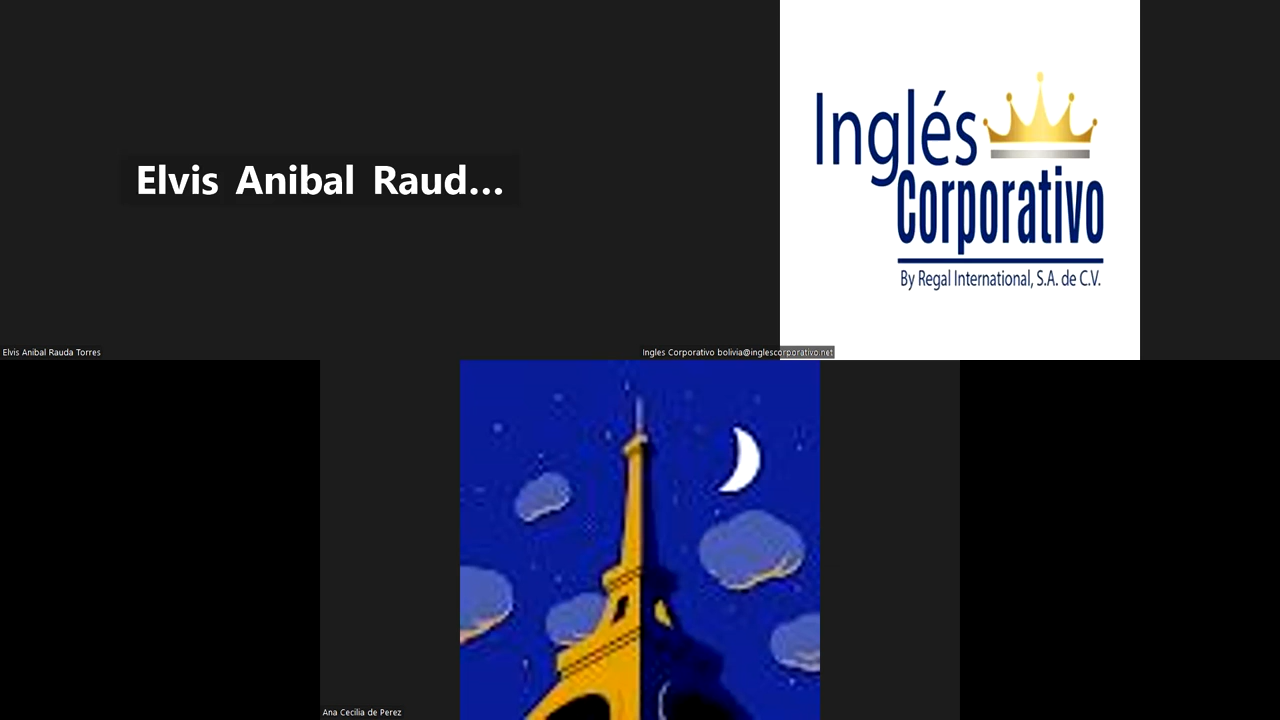 Elvis Anibal Raud...
Inglés
Corporativo
By Regal International, S.A. de C.V.
Elvis Anibal Rauda Torres
Ingles Corporativo bolivia@inglescorporativo.net
Ana Cecilia de Perez